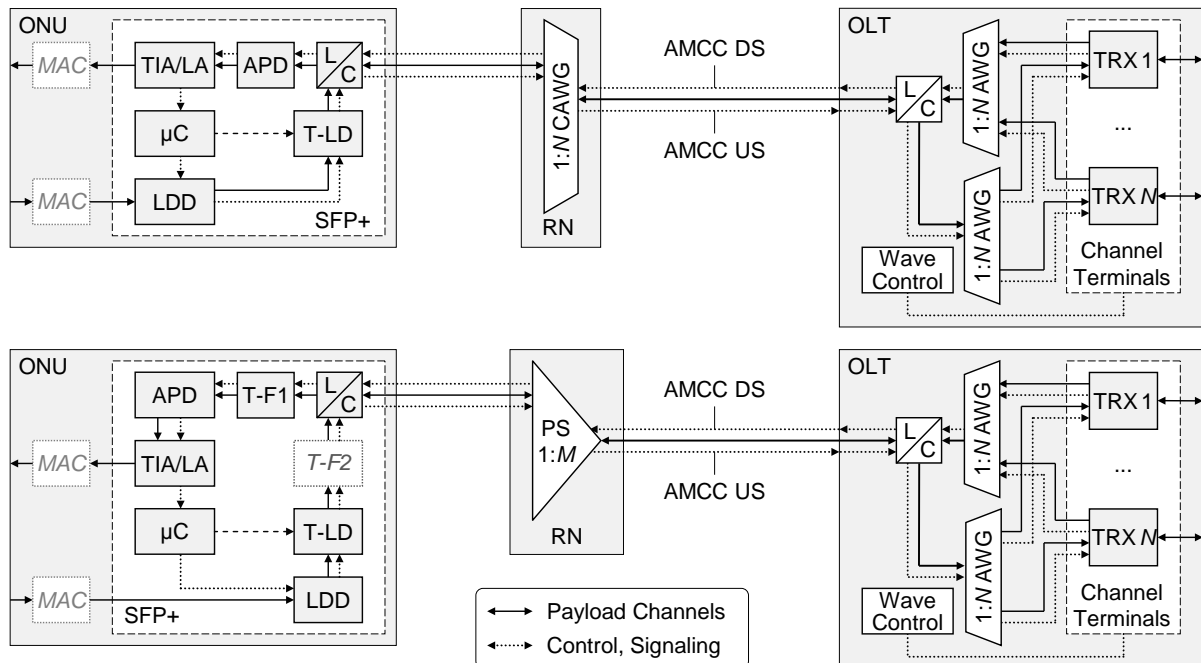 ONU
MAC
TIA/LA
APD
L
C
µC
T-LD
MAC
LDD
SFP+
1:N CAWG
RN
AMCC DS
AMCC US
OLT
L
C
1:N AWG
1:N AWG
TRX 1
...
TRX N
Wave
Control
Channel
Terminals
ONU
APD
T-F1
L
C
MAC
TIA/LA
T-F2
µC
T-LD
MAC
LDD
SFP+
PS
1:M
RN
AMCC DS
AMCC US
OLT
L
C
1:N AWG
1:N AWG
TRX 1
...
TRX N
Wave
Control
Channel
Terminals
Payload Channels
Control, Signaling